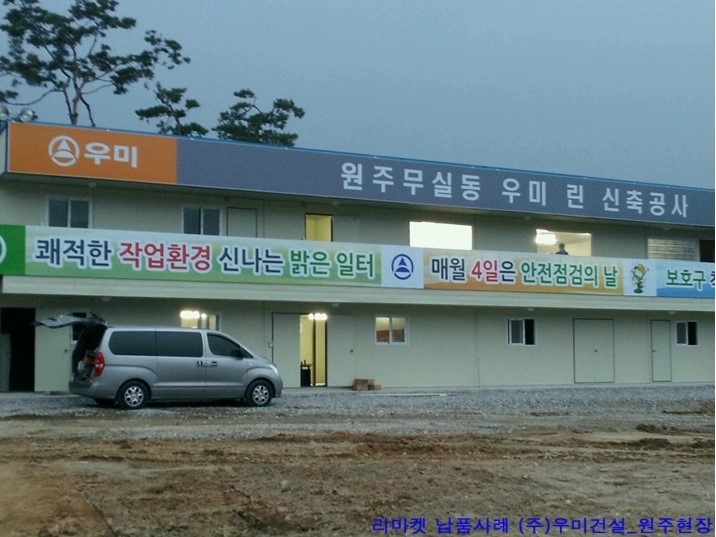 우미
원주무실동 우미 린 신축공사
쾌적한 작업환경 신나는 밝은 일터
매월 4일은 안전점검의 날
보호구
리마켓 납품사례 (주)우미건설_원주현장